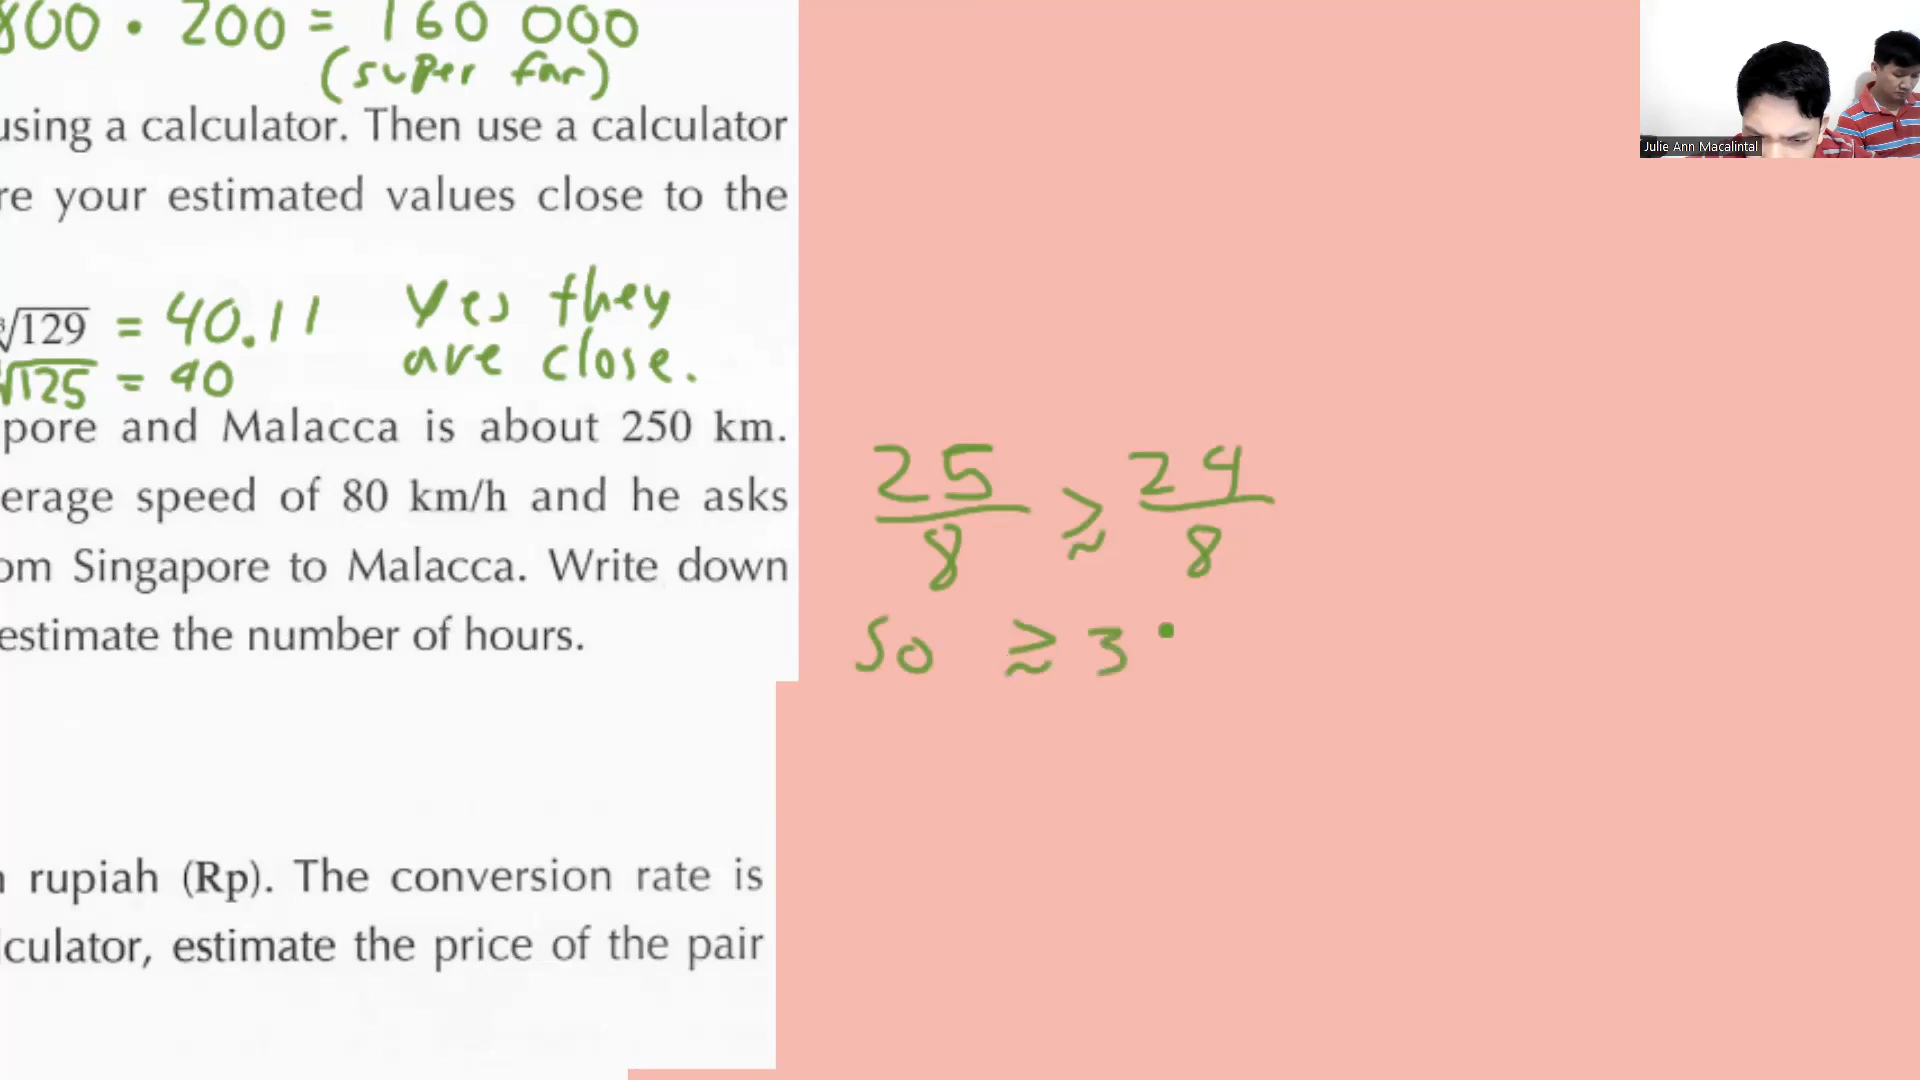 800 · 200 = 160 000
(super far)
using a calculator. Then use a calculator
re your estimated values close to the
√129 = 40.11 Yes they
are close.
√125 = 40
pore and Malacca is about 250 km.
erage speed of 80 km/h and he asks
om Singapore to Malacca. Write down
estimate the number of hours.
25/8 ⪆ 24/8
So ⪆ 3
rupiah (Rp). The conversion rate is
lculator, estimate the price of the pair
Julie Ann Macalintal